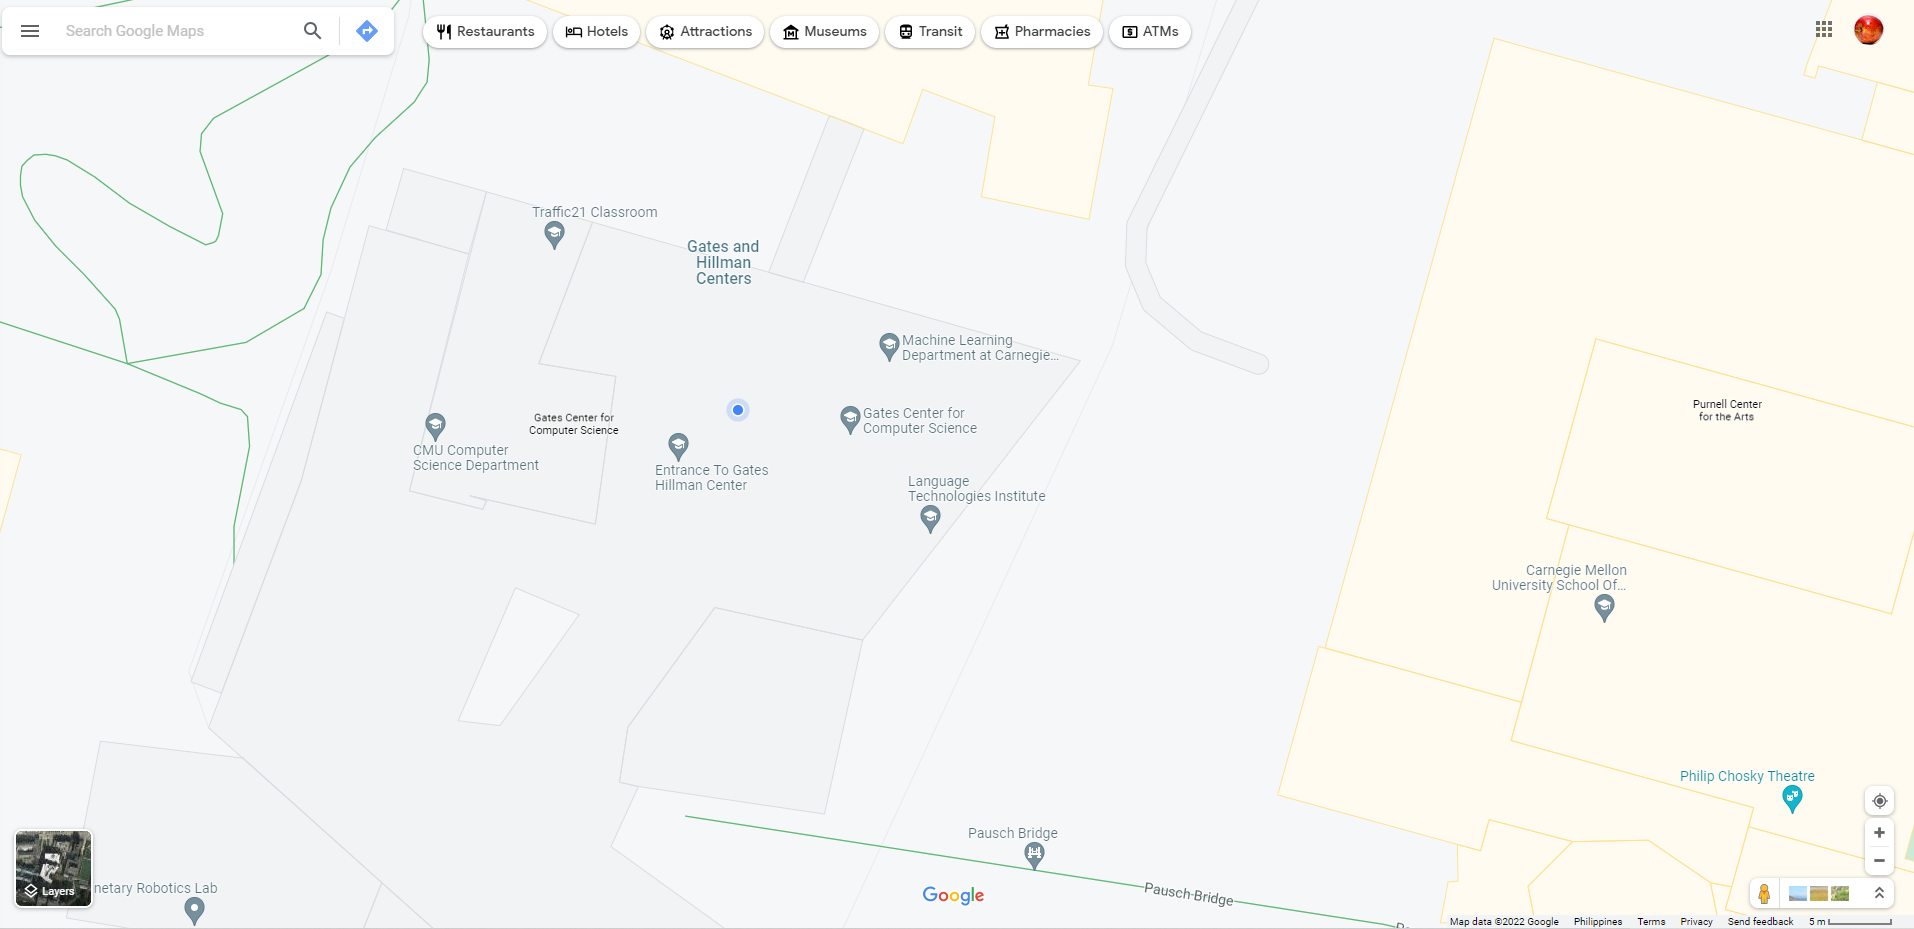 Search Google Maps
Restaurants
Hotels
Attractions
Museums
Transit
Pharmacies
ATMs
Traffic21 Classroom
Gates and
Hillman
Centers
Machine Learning
Department at Carnegie...
Gates Center for
Computer Science
Purnell Center
for the Arts
Gates Center for
Computer Science
CMU Computer
Science Department
Entrance To Gates
Hillman Center
Language
Technologies Institute
Carnegie Mellon
University School Of...
Philip Chosky Theatre
Pausch Bridge
Pausch Bridge
Layers
netary Robotics Lab
Google
Map data ©2022 Google
Philippines
Terms
Privacy
Send feedback
5 m